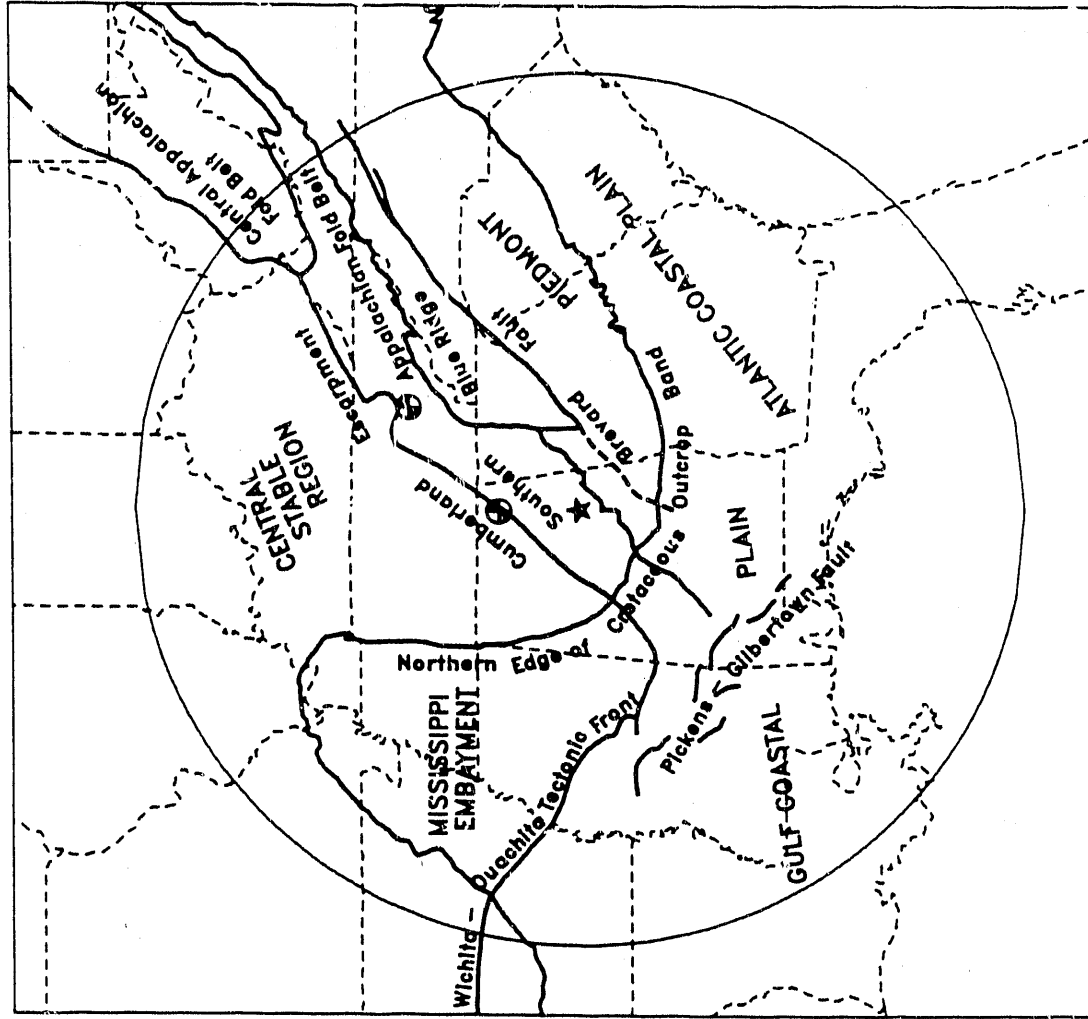 Central Appalachian
Fold Belt
Appalachian Fold Belt
Blue Ridge
PIEDMONT
ATLANTIC COASTAL PLAIN
Fault
Brevard
Escarpment
Cumberland
Southern
CENTRAL
STABLE
REGION
Band
Outcrop
Cretaceous
Northern Edge of
MISSISSIPPI
EMBAYMENT
PLAIN
GULF COASTAL
Pickens
Gilbertown Fault
Wichita -
Ouachita Tectonic Front